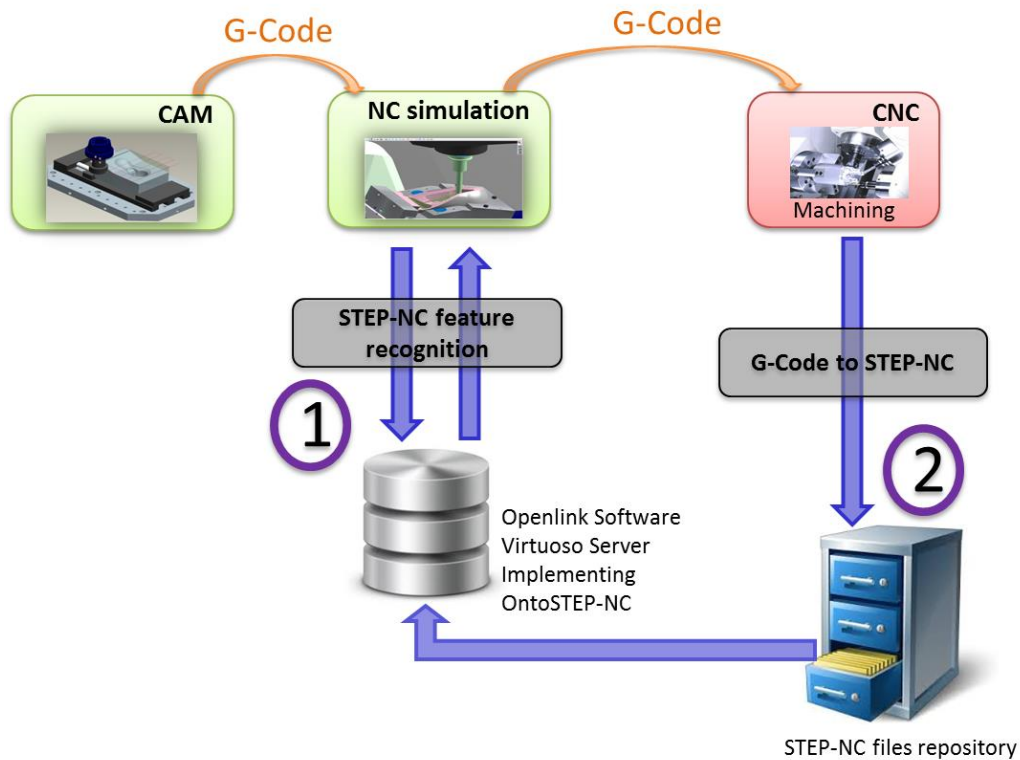 G-Code
G-Code
CAM
NC simulation
CNC
Machining
STEP-NC feature
recognition
G-Code to STEP-NC
1
2
Openlink Software
Virtuoso Server
Implementing
OntoSTEP-NC
STEP-NC files repository